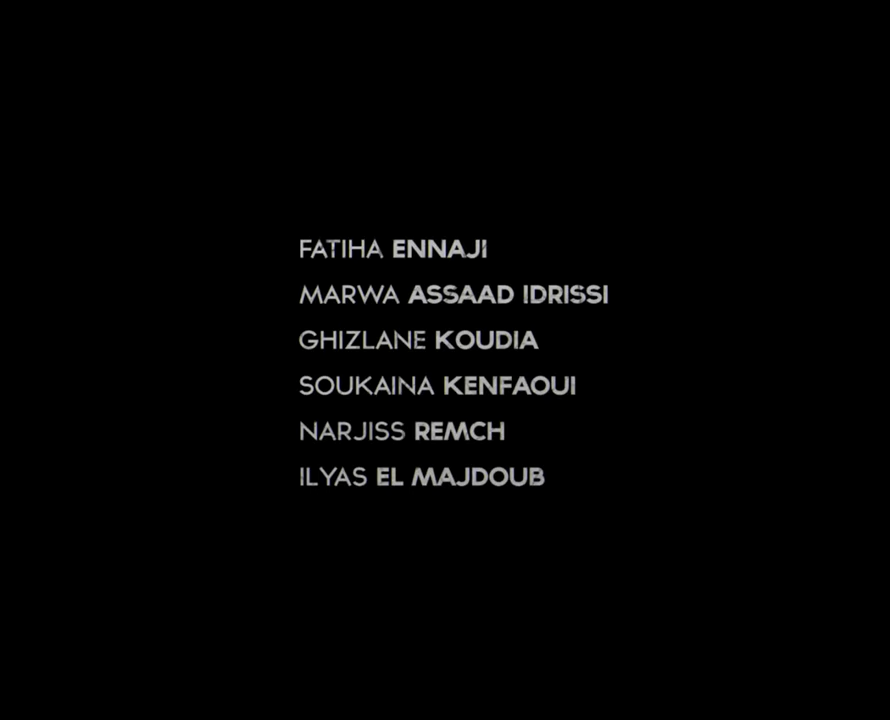 FATIHA ENNAJI
MARWA ASSAAD IDRISSI
GHIZLANE KOUDIA
SOUKAINA KENFAOUI
NARJISS REMCH
ILYAS EL MAJDOUB